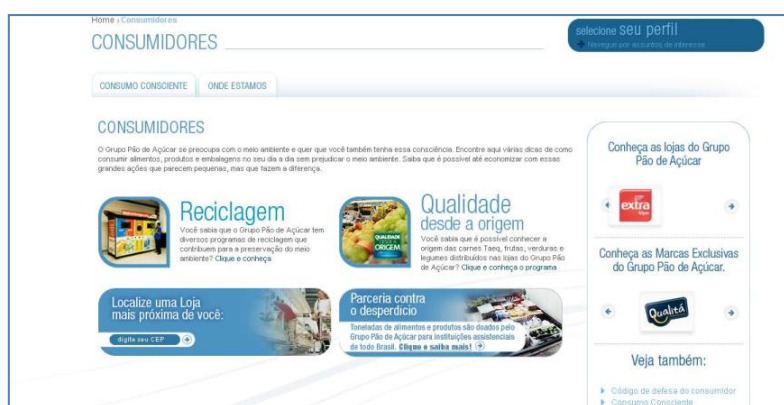 Home › Consumidores
CONSUMIDORES
selecione seu perfil
Navegue por assuntos de interesse
CONSUMO CONSCIENTE
ONDE ESTAMOS
CONSUMIDORES
O Grupo Pão de Açúcar se preocupa com o meio ambiente e quer que você também tenha essa consciência. Encontre aqui várias dicas de como
consumir alimentos, produtos e embalagens no seu dia a dia sem prejudicar o meio ambiente. Saiba que é possível até economizar com essas
grandes ações que parecem pequenas, mas que fazem a diferença.
Reciclagem
Você sabia que o Grupo Pão de Açúcar tem
diversos programas de reciclagem que
contribuem para a preservação do meio
ambiente? Clique e conheça
QUALIDADE
DESDE A
ORIGEM
Qualidade
desde a origem
Você sabia que é possível conhecer a
origem das carnes Taeq, frutas, verduras e
legumes distribuídos nas lojas do Grupo Pão
de Açúcar? Clique e conheça o programa
Localize uma Loja
mais próxima de você:
digite seu CEP
Parceria contra
o desperdício
Toneladas de alimentos e produtos são doados pelo
Grupo Pão de Açúcar para instituições assistenciais
de todo Brasil. Clique e saiba mais!
Conheça as lojas do Grupo
Pão de Açúcar
extra
Conheça as Marcas Exclusivas
do Grupo Pão de Açúcar.
Qualitá
Veja também:
Código de defesa do consumidor
Consumo Consciente